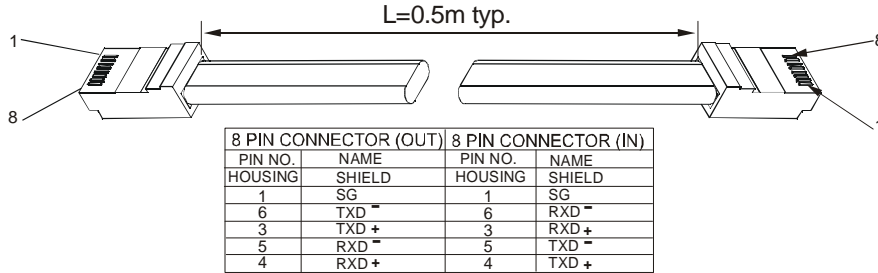 L=0.5m typ.
1
8
8
1
8 PIN CONNECTOR (OUT) 8 PIN CONNECTOR (IN)
PIN NO. NAME PIN NO. NAME
HOUSING SHIELD HOUSING SHIELD
1 SG 1 SG
6 TXD - 6 RXD -
3 TXD + 3 RXD +
5 RXD - 5 TXD -
4 RXD + 4 TXD +